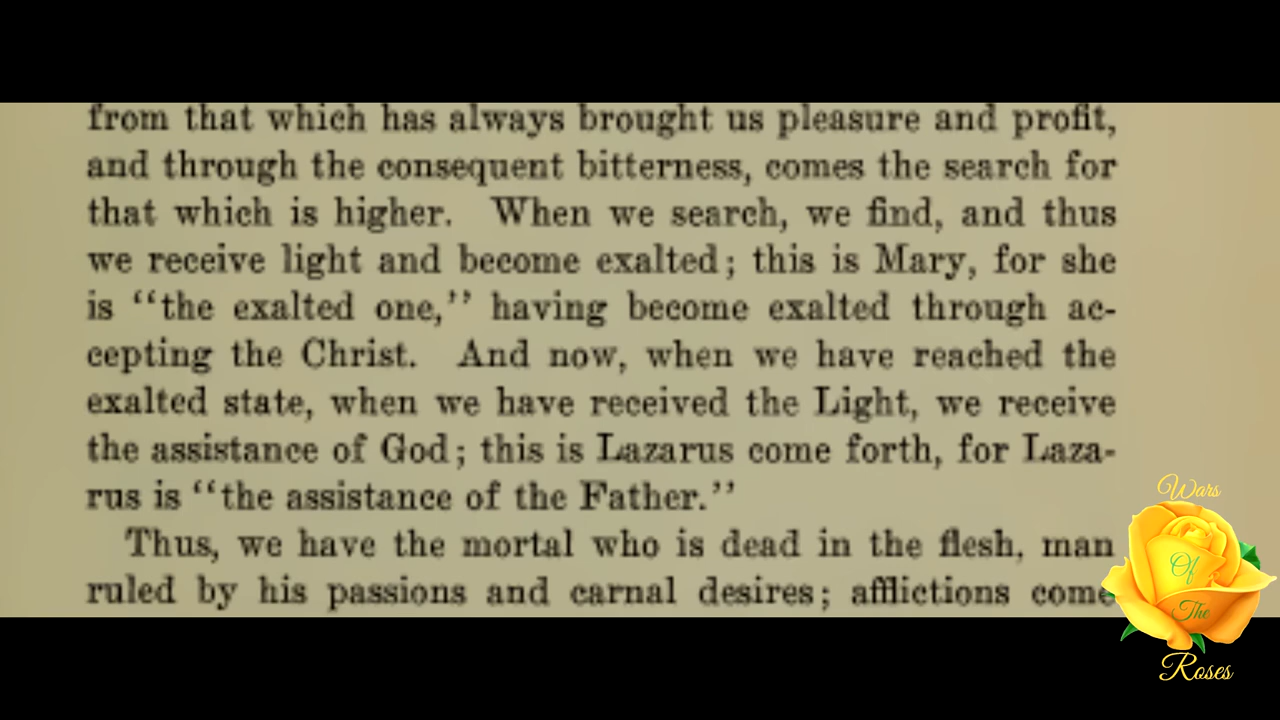 from that which has always brought us pleasure and profit,
and through the consequent bitterness, comes the search for
that which is higher. When we search, we find, and thus
we receive light and become exalted; this is Mary, for she
is “the exalted one,” having become exalted through ac-
cepting the Christ. And now, when we have reached the
exalted state, when we have received the Light, we receive
the assistance of God; this is Lazarus come forth, for Laza-
rus is “the assistance of the Father.”
Thus, we have the mortal who is dead in the flesh, man
ruled by his passions and carnal desires; afflictions come
Wars
Of
The
Roses